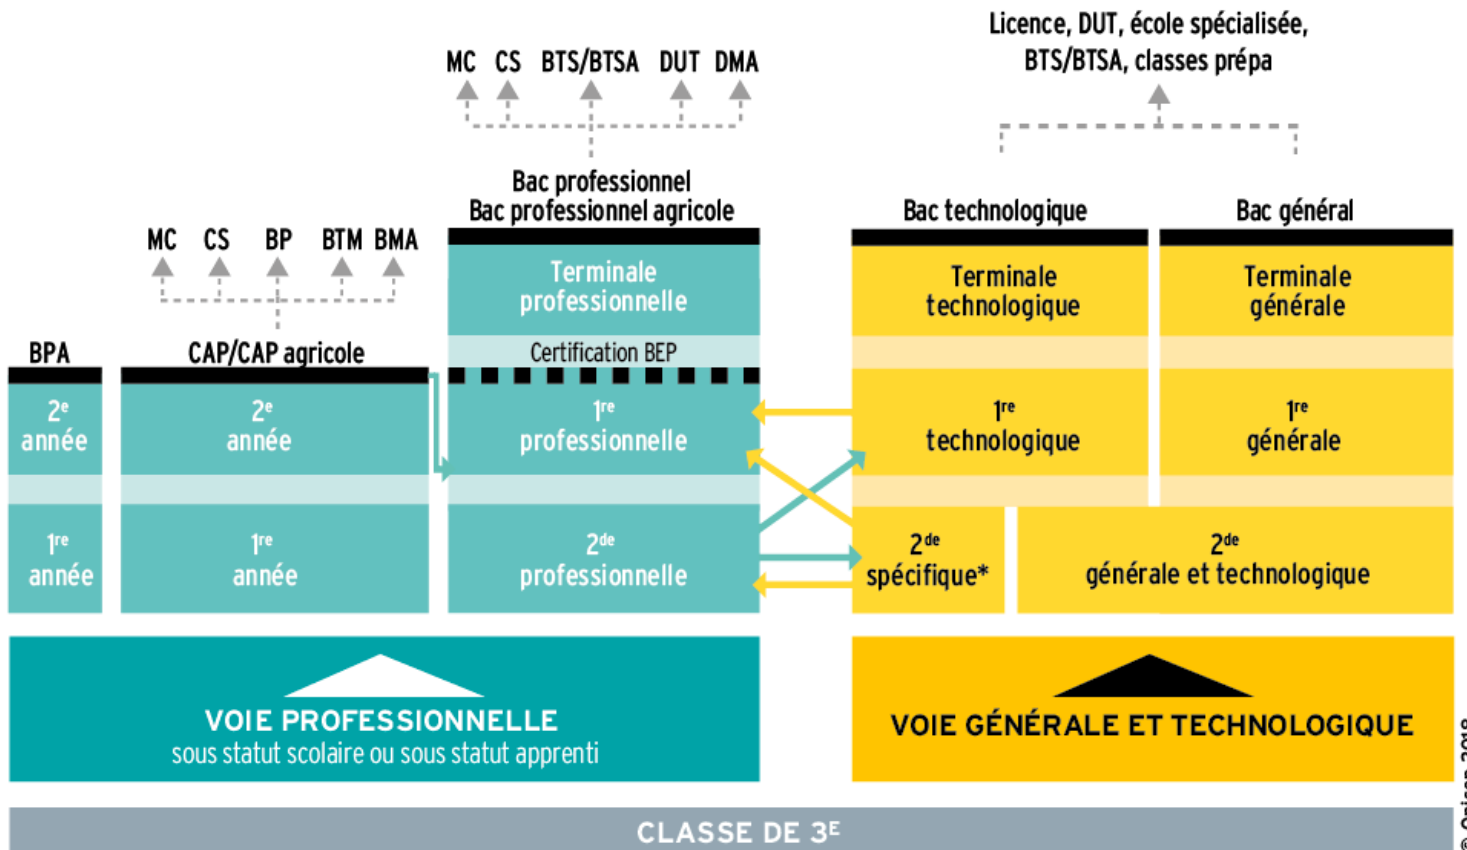 Licence, DUT, école spécialisée,
BTS/BTSA, classes prépa
MC CS BTS/BTSA DUT DMA
Bac professionnel
Bac professionnel agricole
Bac technologique
Bac général
MC CS BP BTM BMA
Terminale
professionnelle
Terminale
technologique
Terminale
générale
BPA
CAP/CAP agricole
Certification BEP
2e
année
2e
année
1re
professionnelle
1re
technologique
1re
générale
1re
année
1re
année
2de
professionnelle
2de
spécifique*
2de
générale et technologique
VOIE PROFESSIONNELLE
sous statut scolaire ou sous statut apprenti
VOIE GÉNÉRALE ET TECHNOLOGIQUE
CLASSE DE 3E
© Onisep 2018